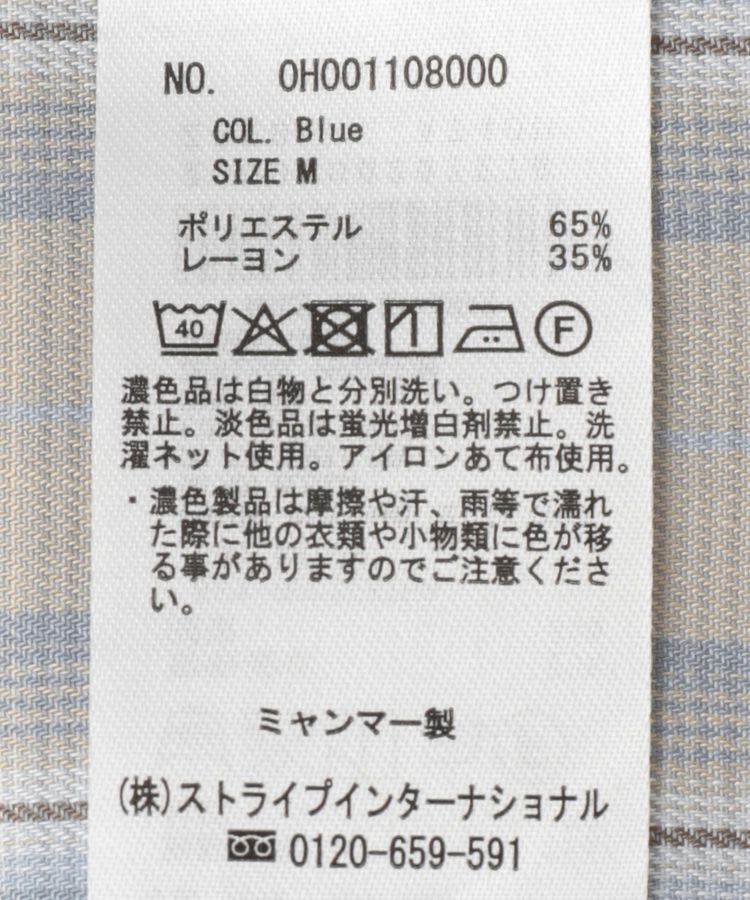 NO. 0H001108000
COL. Blue
SIZE M
ポリエステル 65%
レーヨン 35%
40 F
濃色品は白物と分別洗い。つけ置き
禁止。淡色品は蛍光増白剤禁止。洗
濯ネット使用。アイロンあて布使用。
・濃色製品は摩擦や汗、雨等で濡れ
た際に他の衣類や小物類に色が移
る事がありますのでご注意くださ
い。
ミャンマー製
(株)ストライプインターナショナル
0120-659-591